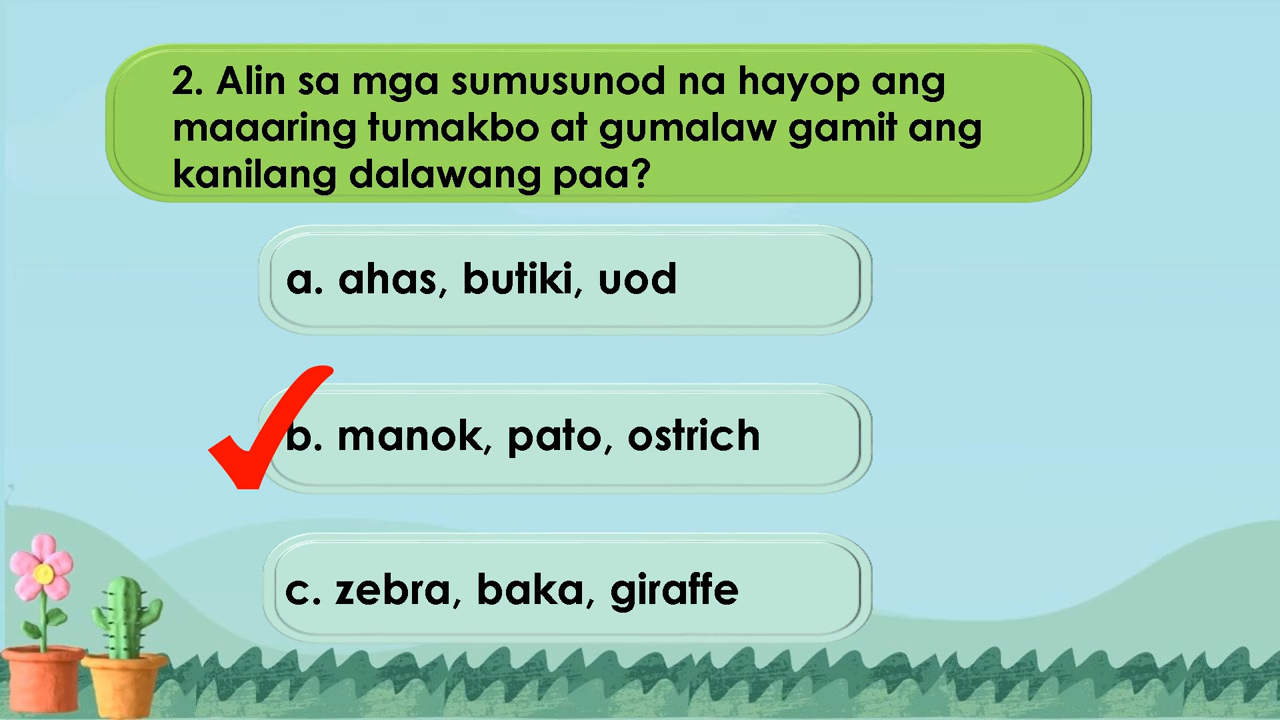 2. Alin sa mga sumusunod na hayop ang
maaaring tumakbo at gumalaw gamit ang
kanilang dalawang paa?
a. ahas, butiki, uod
b. manok, pato, ostrich
c. zebra, baka, giraffe